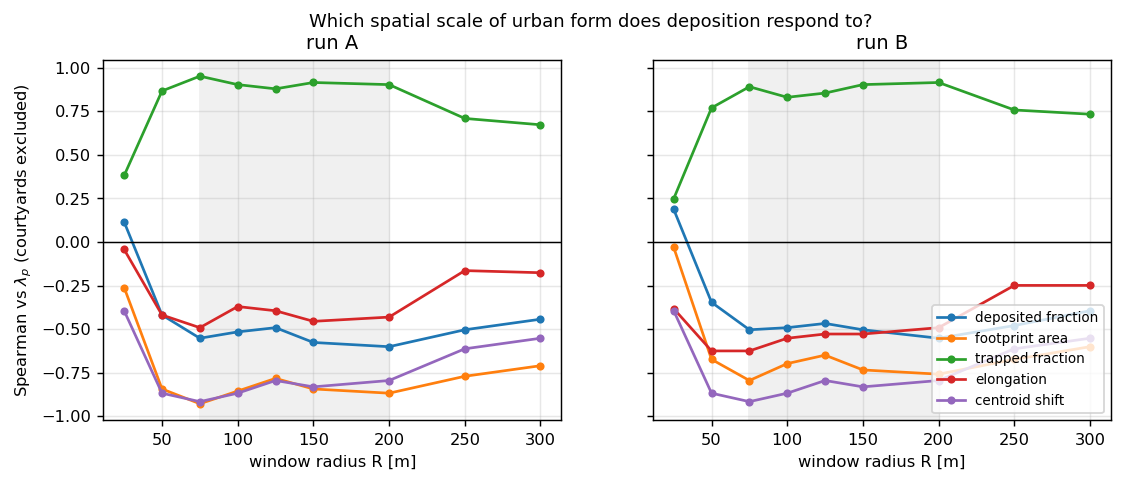 Which spatial scale of urban form does deposition respond to?
run A
run B
Spearman vs λp (courtyards excluded)
1.00
0.75
0.50
0.25
0.00
−0.25
−0.50
−0.75
−1.00
50 100 150 200 250 300
50 100 150 200 250 300
window radius R [m]
window radius R [m]
deposited fraction
footprint area
trapped fraction
elongation
centroid shift